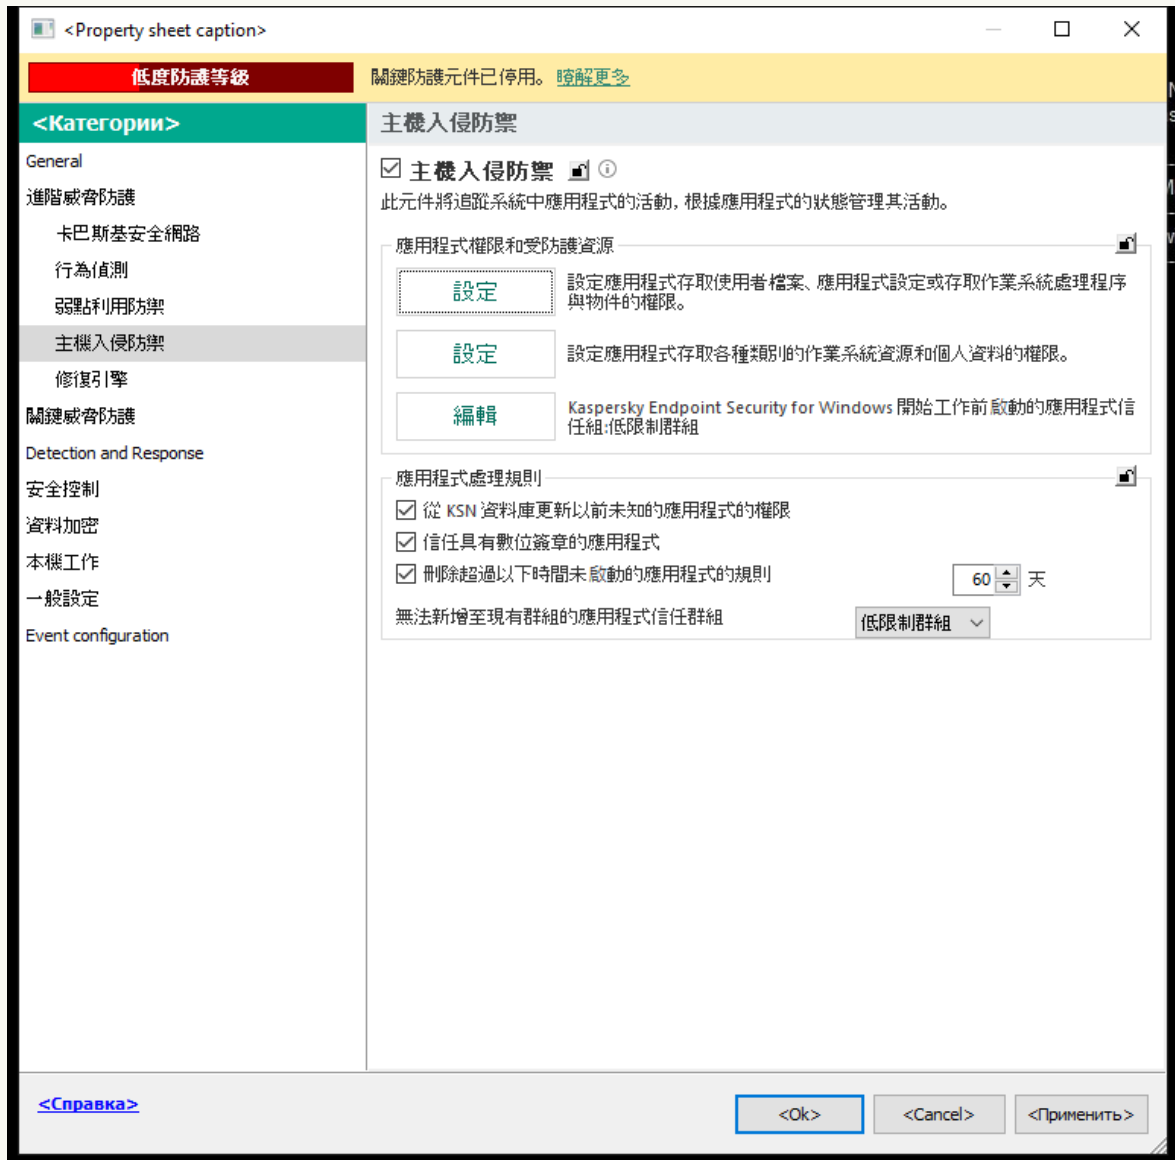 <Property sheet caption>
低度防護等級
關鍵防護元件已停用。 瞭解更多
<Категории>
主機入侵防禦
General
進階威脅防護
卡巴斯基安全網路
行為偵測
弱點利用防禦
主機入侵防禦
修復引擎
關鍵威脅防護
Detection and Response
安全控制
資料加密
本機工作
一般設定
Event configuration
主機入侵防禦
此元件將追蹤系統中應用程式的活動, 根據應用程式的狀態管理其活動。
應用程式權限和受防護資源
設定
設定應用程式存取使用者檔案、應用程式設定或存取作業系統處理程序
與物件的權限。
設定
設定應用程式存取各種類別的作業系統資源和個人資料的權限。
編輯
Kaspersky Endpoint Security for Windows 開始工作前啟動的應用程式信
任組:低限制群組
應用程式處理規則
從 KSN 資料庫更新以前未知的應用程式的權限
信任具有數位簽章的應用程式
刪除超過以下時間未啟動的應用程式的規則
60 天
無法新增至現有群組的應用程式信任群組
低限制群組
<Справка>
<Ok>
<Cancel>
<Применить>